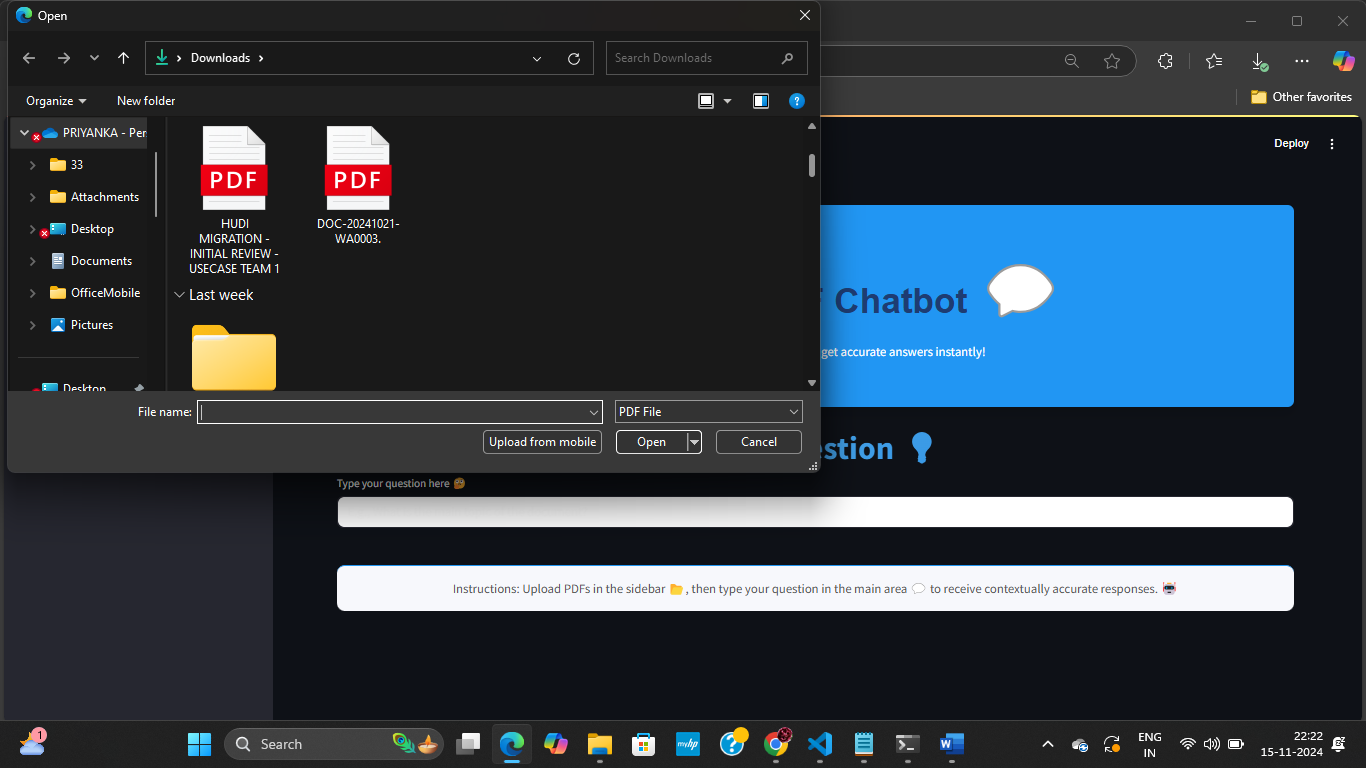 Open
Downloads
Search Downloads
Organize
New folder
PRIYANKA - Per
33
Attachments
Desktop
Documents
OfficeMobile
Pictures
Desktop
PDF
HUDI
MIGRATION -
INITIAL REVIEW -
USECASE TEAM 1
PDF
DOC-20241021-
WA0003.
Last week
File name:
PDF File
Upload from mobile
Open
Cancel
Other favorites
Deploy
Chatbot
get accurate answers instantly!
estion
Type your question here
Instructions: Upload PDFs in the sidebar , then type your question in the main area to receive contextually accurate responses.
1
Search
myhp
ENG
IN
22:22
15-11-2024